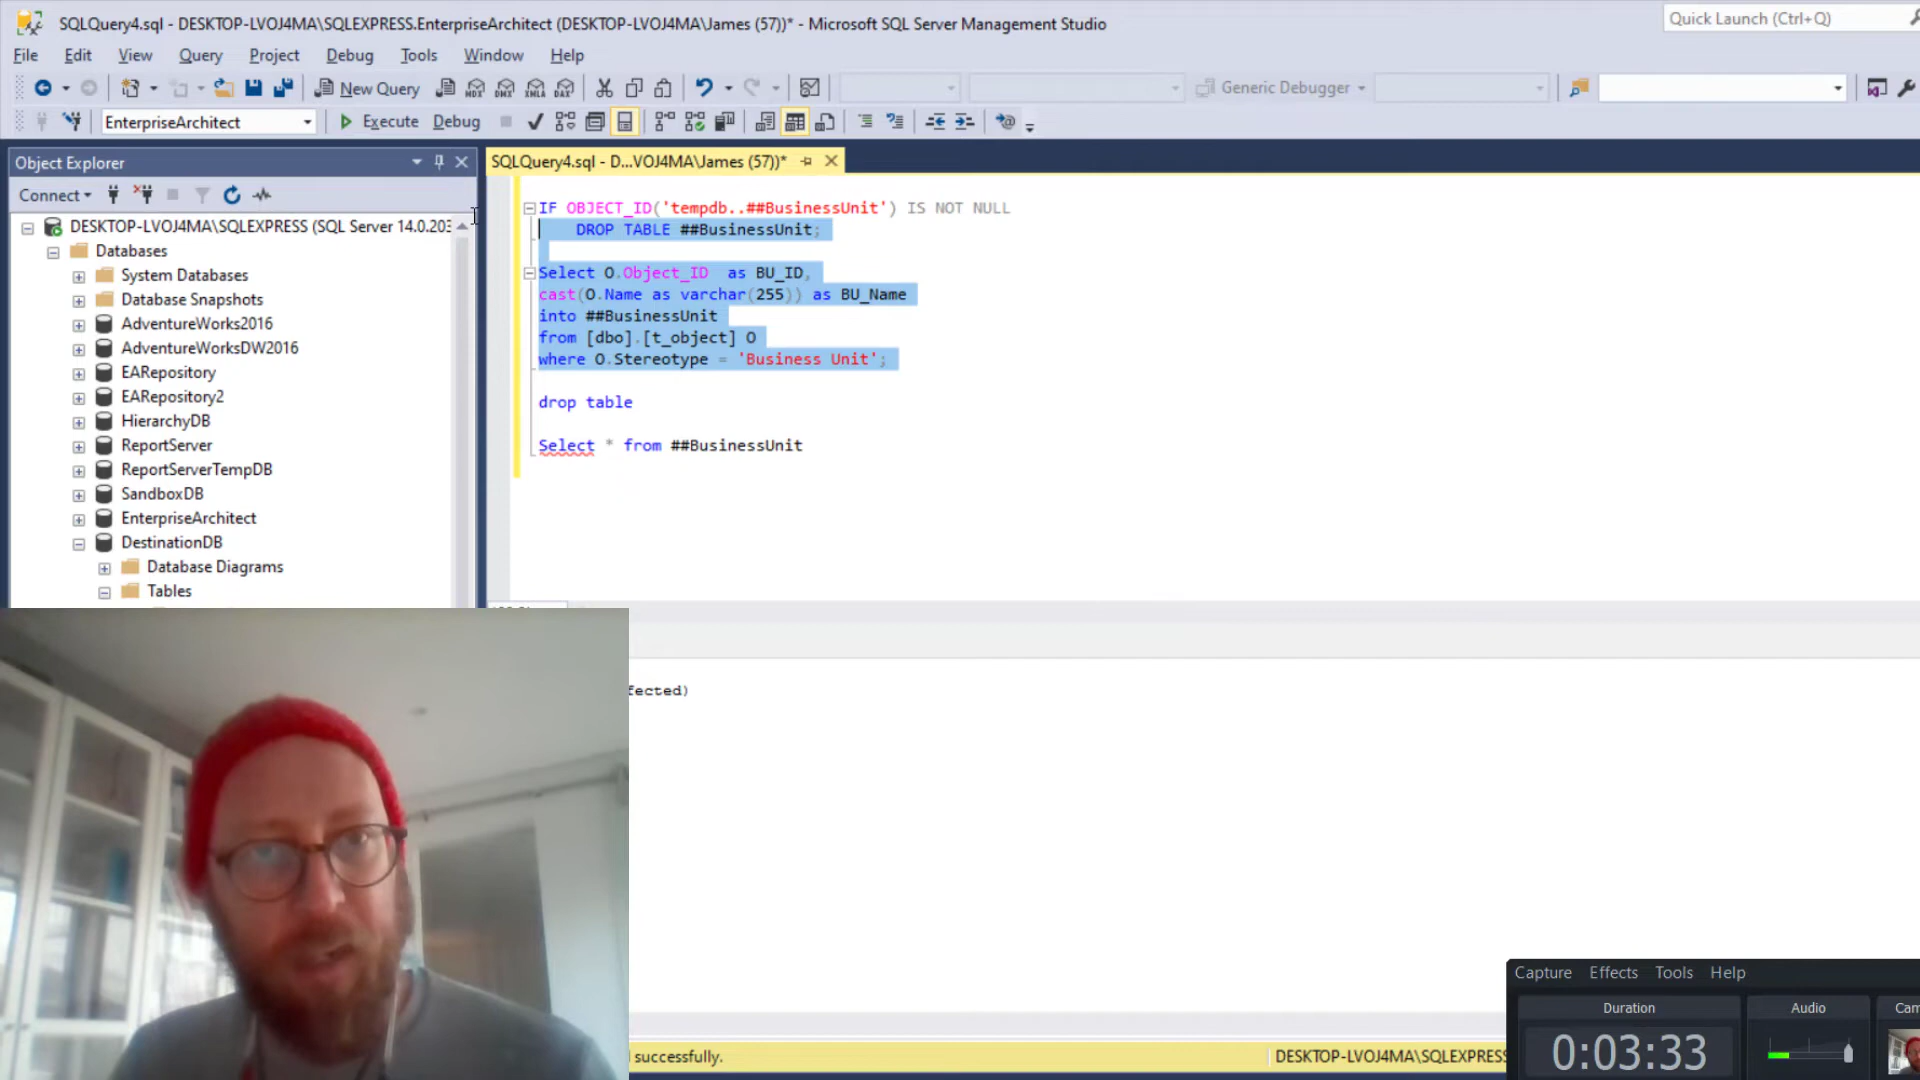 SQLQuery4.sql - DESKTOP-LVOJ4MA\SQLEXPRESS.EnterpriseArchitect (DESKTOP-LVOJ4MA\James (57))* - Microsoft SQL Server Management Studio
Quick Launch (Ctrl+Q)
File Edit View Query Project Debug Tools Window Help
New Query MDX DMX XMLA DAX Generic Debugger
EnterpriseArchitect Execute Debug
Object Explorer
SQLQuery4.sql - D...VOJ4MA\James (57))*
Connect
DESKTOP-LVOJ4MA\SQLEXPRESS (SQL Server 14.0.203
Databases
System Databases
Database Snapshots
AdventureWorks2016
AdventureWorksDW2016
EARepository
EARepository2
HierarchyDB
ReportServer
ReportServerTempDB
SandboxDB
EnterpriseArchitect
DestinationDB
Database Diagrams
Tables
IF OBJECT_ID('tempdb..##BusinessUnit') IS NOT NULL
DROP TABLE ##BusinessUnit;
Select O.Object_ID as BU_ID,
cast(O.Name as varchar(255)) as BU_Name
into ##BusinessUnit
from [dbo].[t_object] O
where O.Stereotype = 'Business Unit';
drop table
Select * from ##BusinessUnit
fected)
successfully.
DESKTOP-LVOJ4MA\SQLEXPRESS
Capture Effects Tools Help
Duration Audio Cam
0:03:33